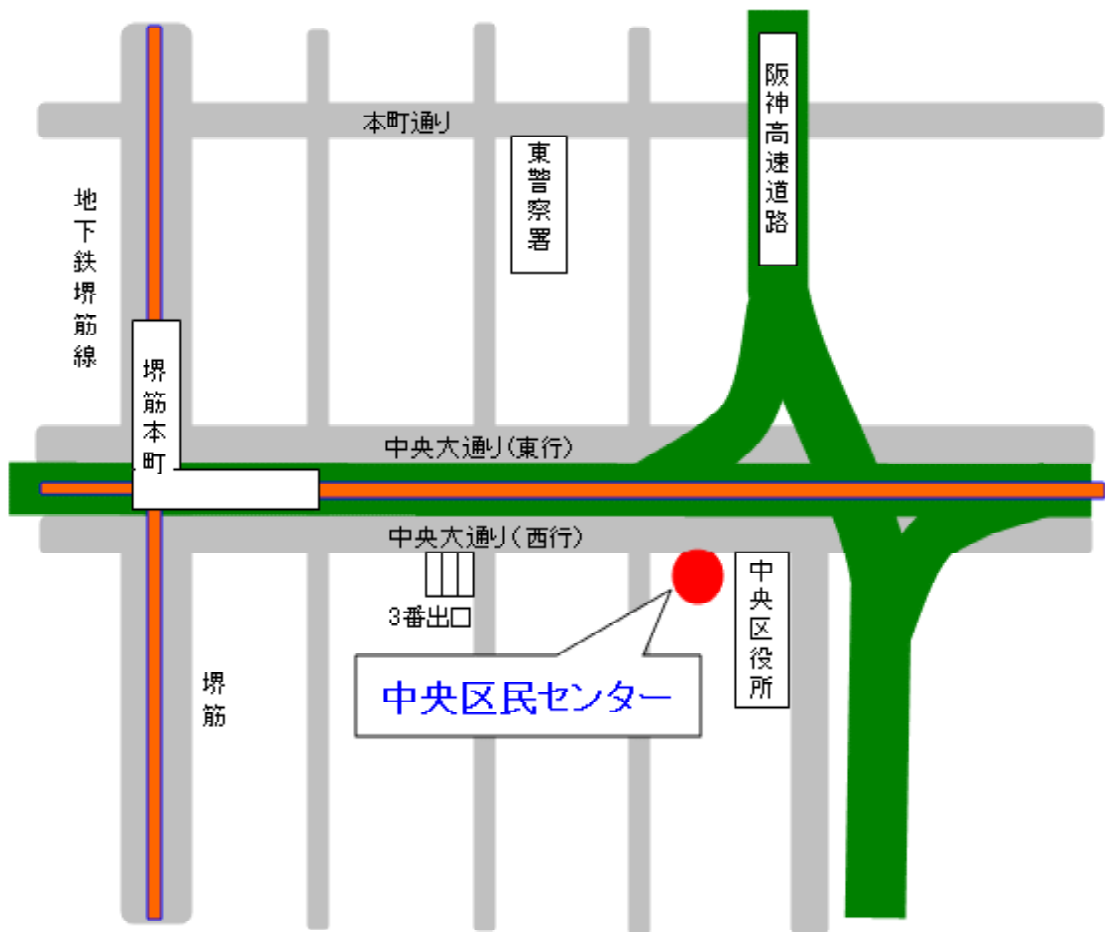 阪神高速道路
本町通り
東警察署
地下鉄堺筋線
堺筋本町
中央大通り(東行)
中央大通り(西行)
3番出口
中央区役所
中央区民センター
堺筋